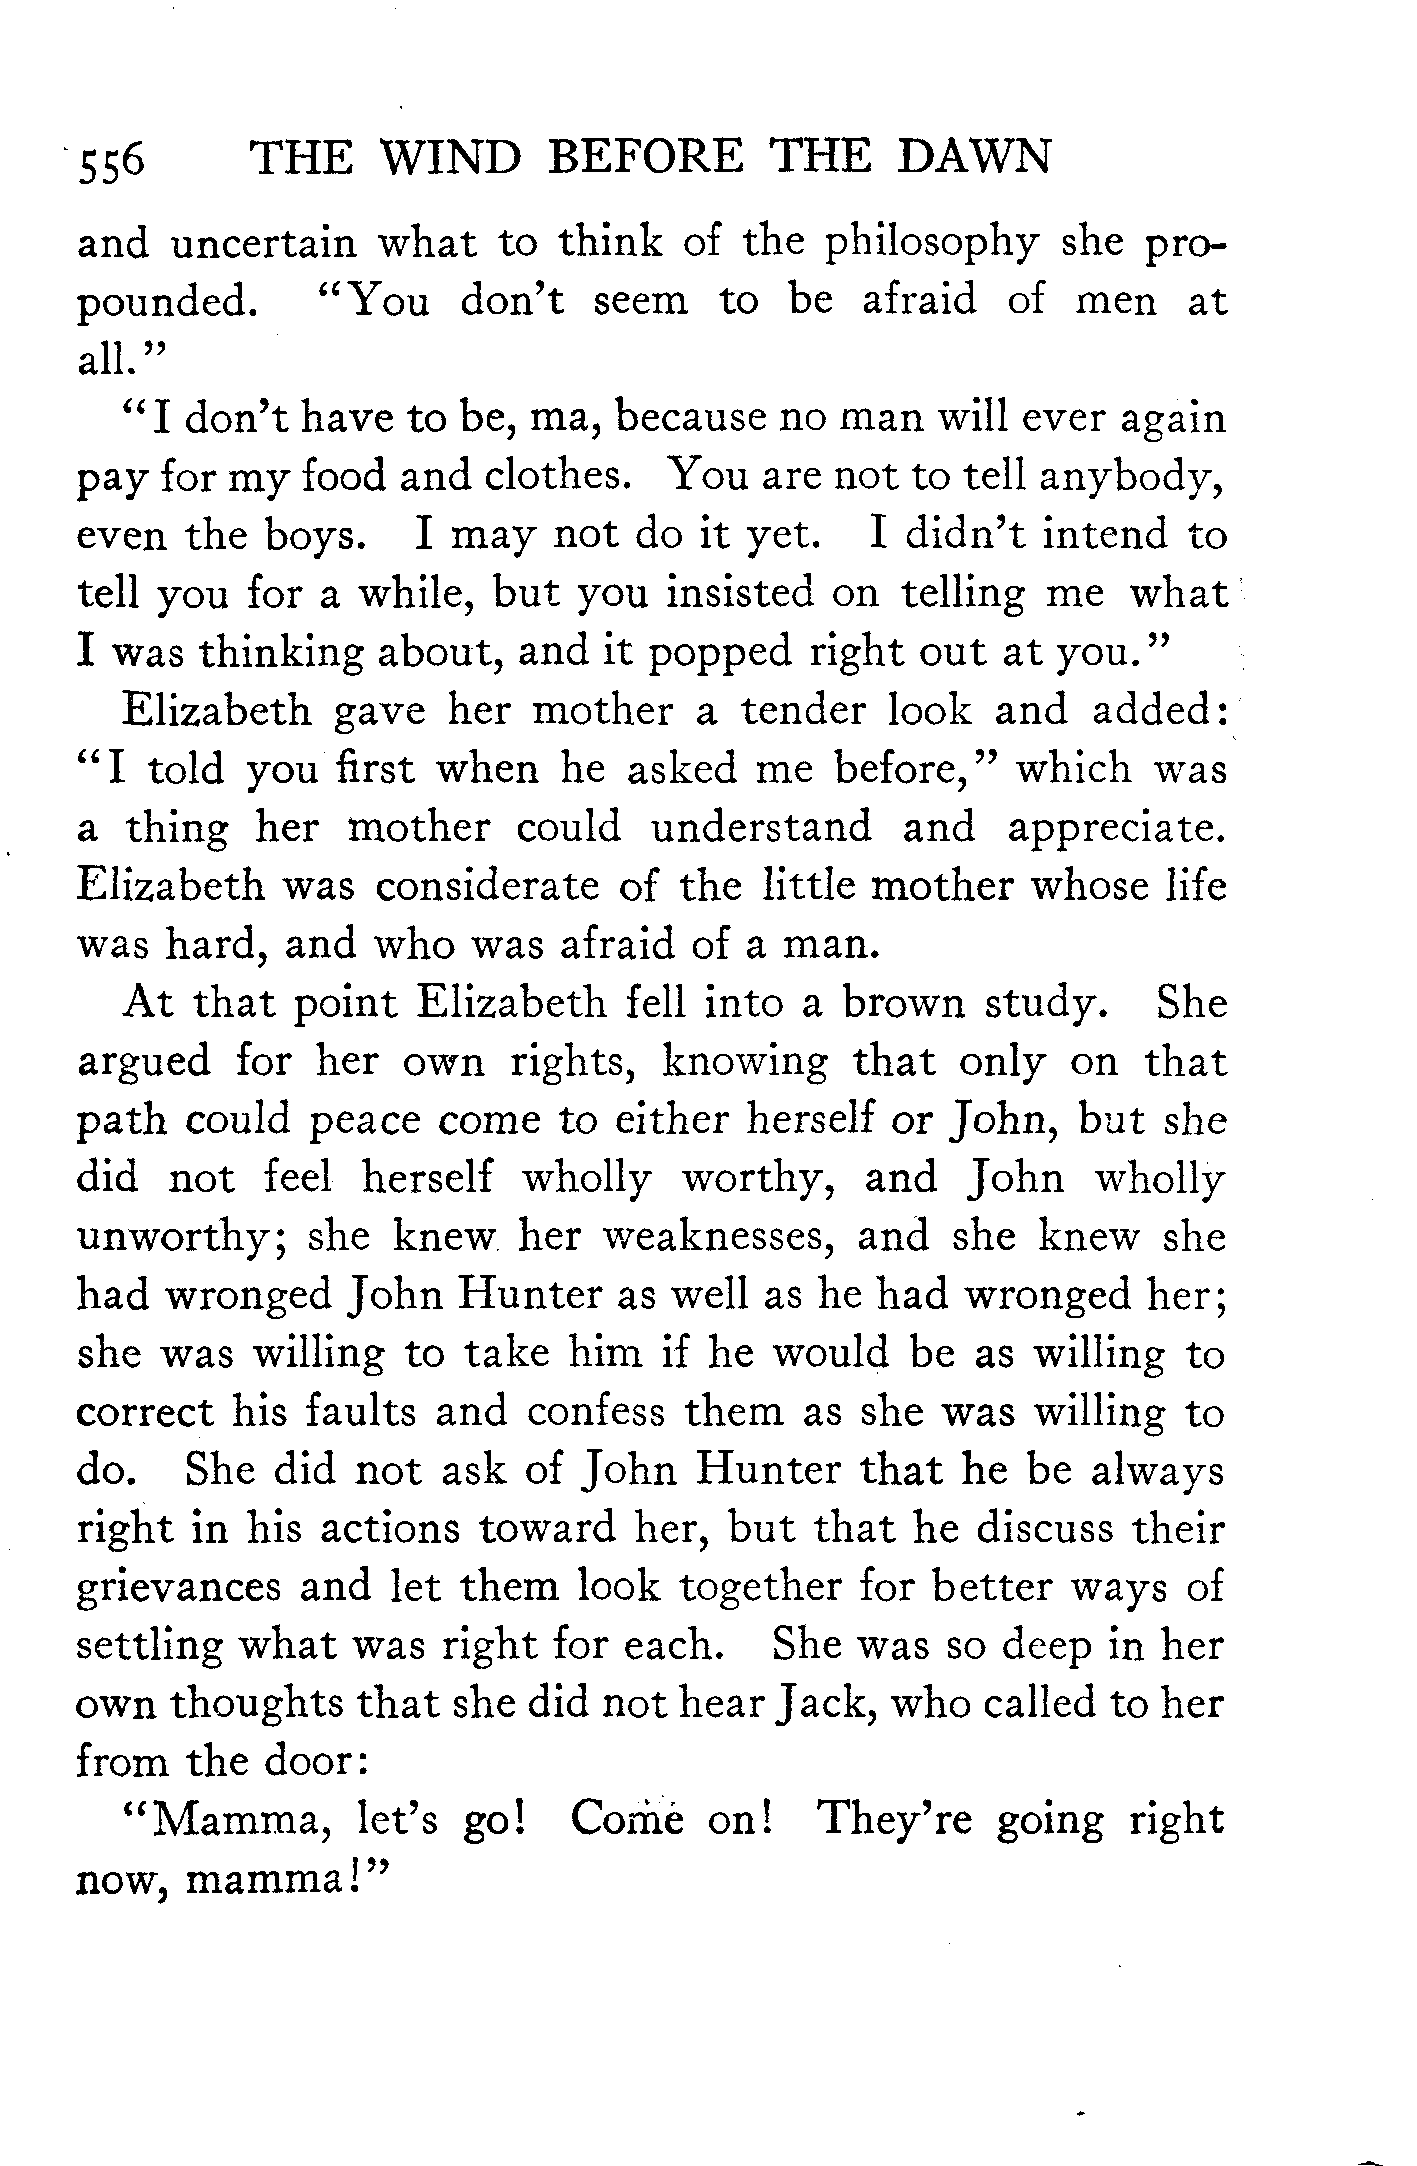 556 THE WIND BEFORE THE DAWN
and uncertain what to think of the philosophy she pro-
pounded. "You don't seem to be afraid of men at
all."
"I don't have to be, ma, because no man will ever again
pay for my food and clothes. You are not to tell anybody,
even the boys. I may not do it yet. I didn't intend to
tell you for a while, but you insisted on telling me what
I was thinking about, and it popped right out at you."
Elizabeth gave her mother a tender look and added:
"I told you first when he asked me before," which was
a thing her mother could understand and appreciate.
Elizabeth was considerate of the little mother whose life
was hard, and who was afraid of a man.
At that point Elizabeth fell into a brown study. She
argued for her own rights, knowing that only on that
path could peace come to either herself or John, but she
did not feel herself wholly worthy, and John wholly
unworthy; she knew her weaknesses, and she knew she
had wronged John Hunter as well as he had wronged her;
she was willing to take him if he would be as willing to
correct his faults and confess them as she was willing to
do. She did not ask of John Hunter that he be always
right in his actions toward her, but that he discuss their
grievances and let them look together for better ways of
settling what was right for each. She was so deep in her
own thoughts that she did not hear Jack, who called to her
from the door:
"Mamma, let's go! Come on! They're going right
now, mamma!"